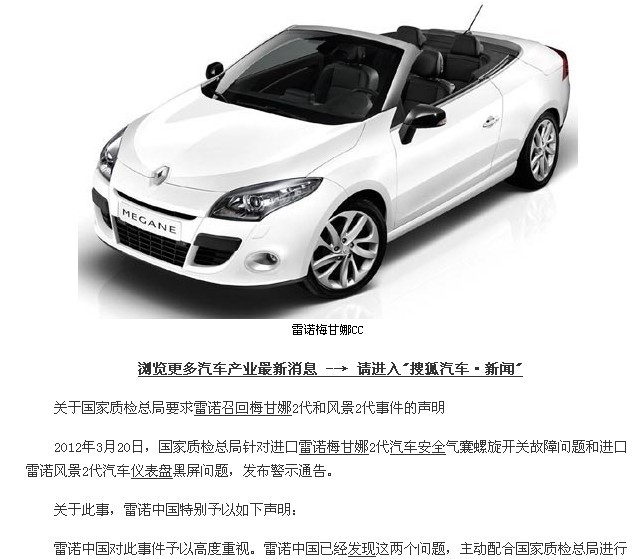 MEGANE
雷诺梅甘娜CC
浏览更多汽车产业最新消息 --→ 请进入"搜狐汽车·新闻"
关于国家质检总局要求雷诺召回梅甘娜2代和风景2代事件的声明
2012年3月20日，国家质检总局针对进口雷诺梅甘娜2代汽车安全气囊螺旋开关故障问题和进口
雷诺风景2代汽车仪表盘黑屏问题，发布警示通告。
关于此事，雷诺中国特别予以如下声明：
雷诺中国对此事件予以高度重视。雷诺中国已经发现这两个问题，主动配合国家质检总局进行